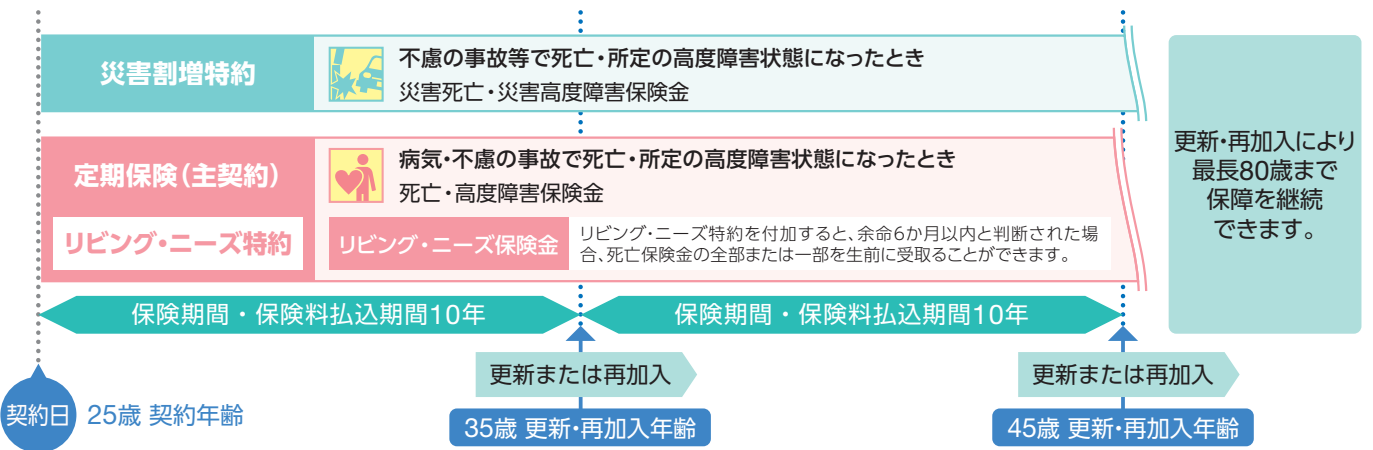 災害割増特約
不慮の事故等で死亡・所定の高度障害状態になったとき
災害死亡・災害高度障害保険金
定期保険(主契約)
病気・不慮の事故で死亡・所定の高度障害状態になったとき
死亡・高度障害保険金
リビング・ニーズ特約
リビング・ニーズ保険金
リビング・ニーズ特約を付加すると、余命6か月以内と判断された場
合、死亡保険金の全部または一部を生前に受取ることができます。
更新・再加入により
最長80歳まで
保障を継続
できます。
保険期間・保険料払込期間10年
保険期間・保険料払込期間10年
更新または再加入
更新または再加入
契約日
25歳 契約年齢
35歳 更新・再加入年齢
45歳 更新・再加入年齢